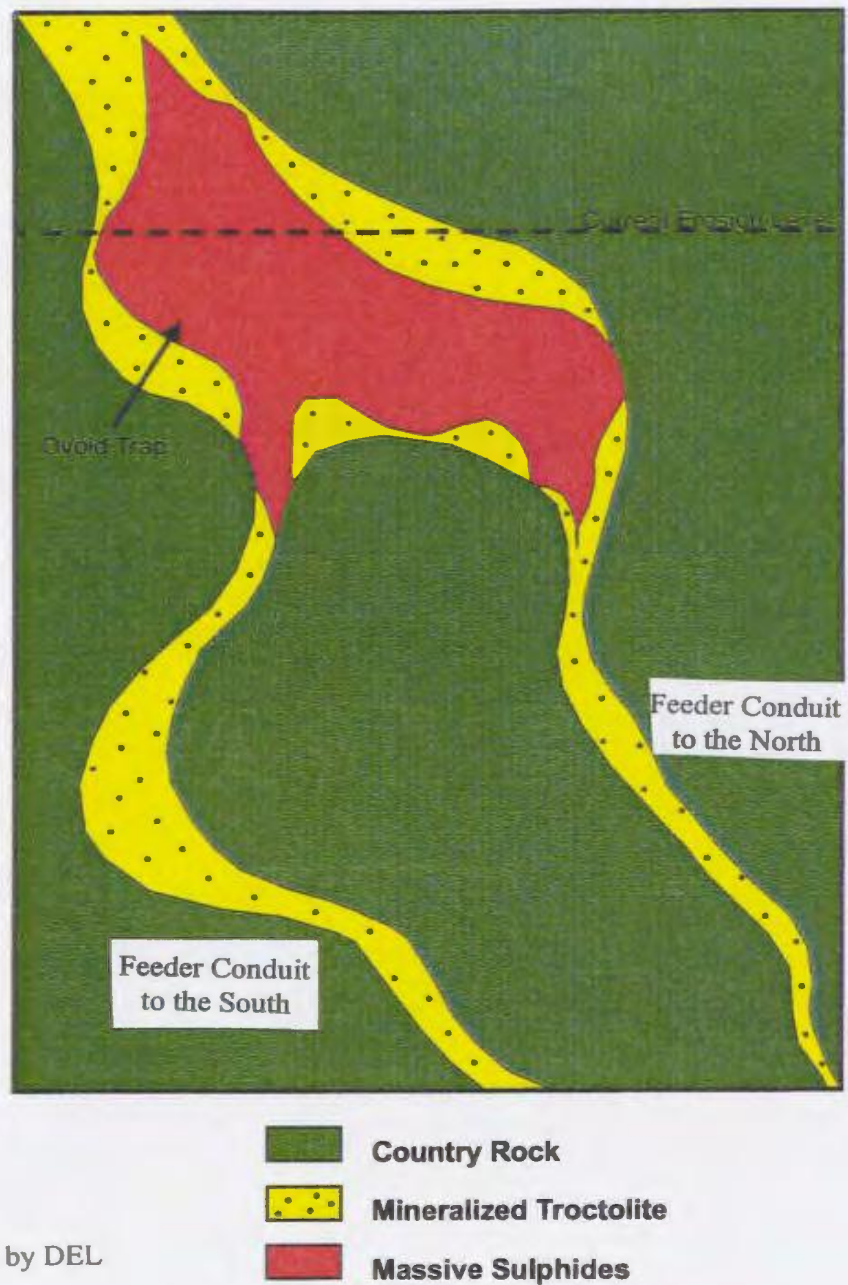 Current Erosion Level
Ovoid Trap
Feeder Conduit
to the North
Feeder Conduit
to the South
Country Rock
Mineralized Troctolite
by DEL
Massive Sulphides